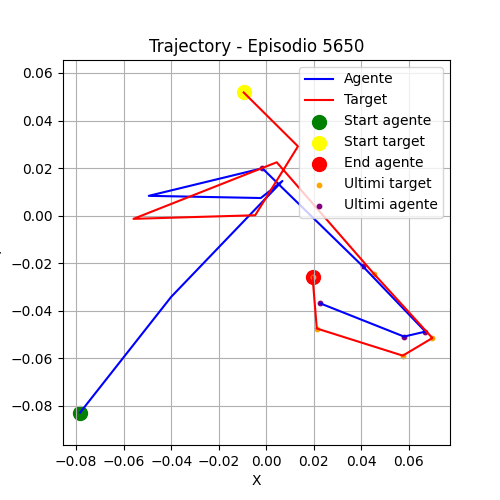 Trajectory - Episodio 5650
Agente
Target
Start agente
Start target
End agente
Ultimi target
Ultimi agente
0.06
0.04
0.02
0.00
−0.02
−0.04
−0.06
−0.08
−0.08 −0.06 −0.04 −0.02 0.00 0.02 0.04 0.06
X